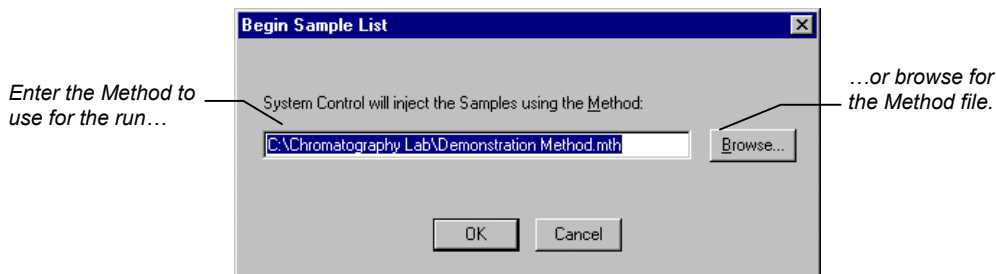 Begin Sample List
Enter the Method to
use for the run…
…or browse for
the Method file.
System Control will inject the Samples using the Method:
C:\Chromatography Lab\Demonstration Method.mth
Browse...
OK
Cancel